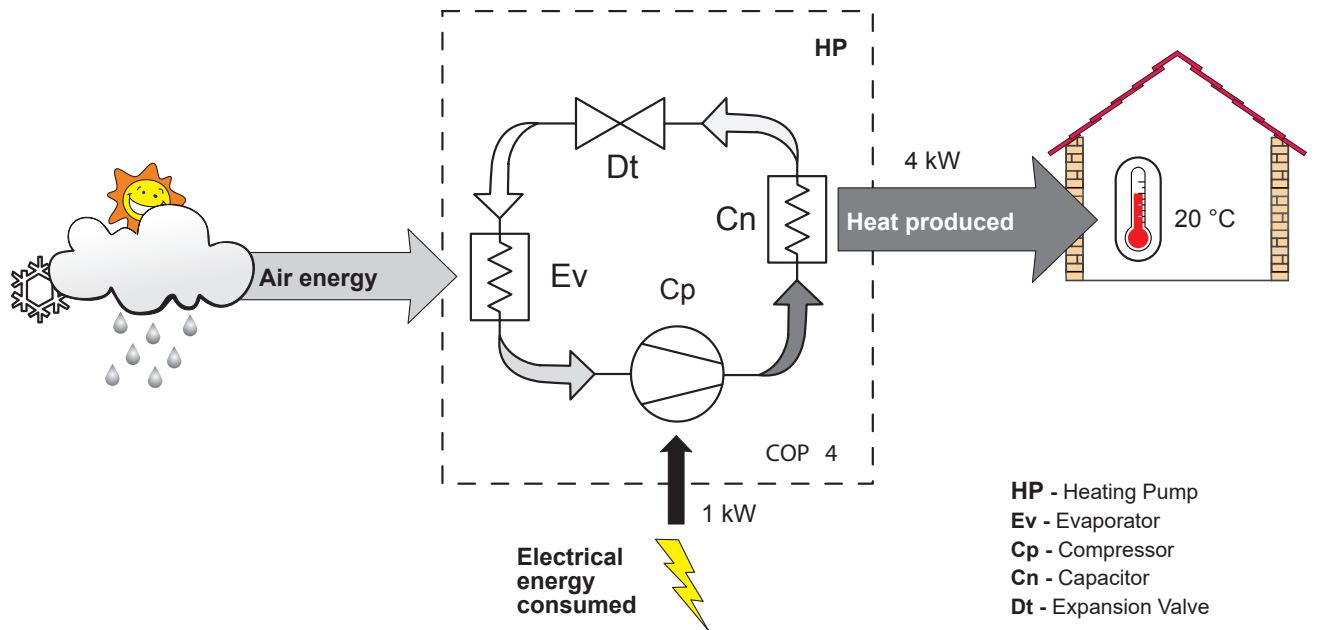 HP
Dt
4 kW
Cn
Heat produced
20 °C
Air energy
Ev
Cp
COP 4
1 kW
Electrical
energy
consumed
HP - Heating Pump
Ev - Evaporator
Cp - Compressor
Cn - Capacitor
Dt - Expansion Valve